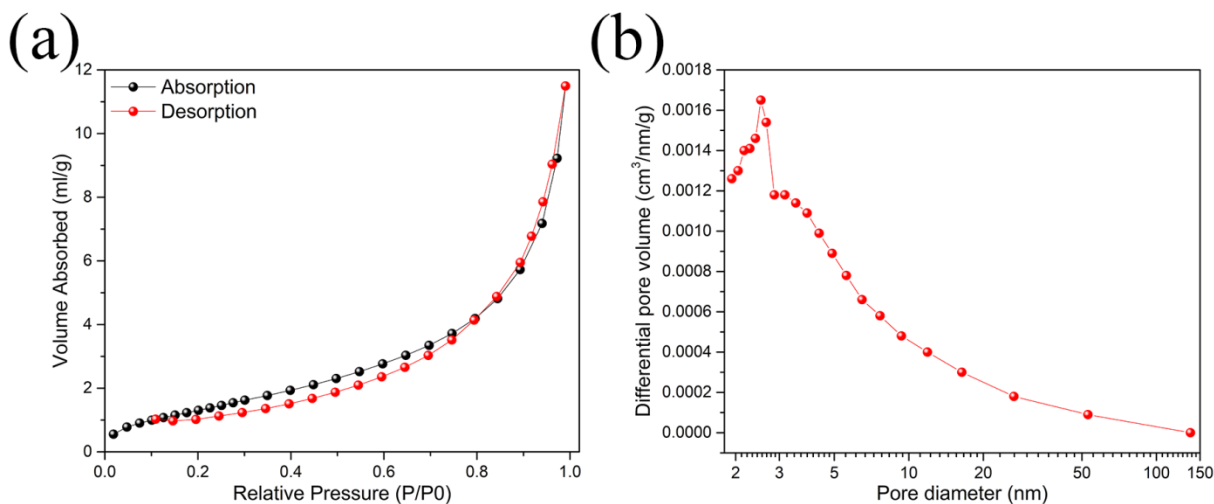 (a)
Volume Absorbed (ml/g)
12
10
8
6
4
2
0
Absorption
Desorption
0.0 0.2 0.4 0.6 0.8 1.0
Relative Pressure (P/P0)
(b)
Differential pore volume (cm³/nm/g)
0.0018
0.0016
0.0014
0.0012
0.0010
0.0008
0.0006
0.0004
0.0002
0.0000
2 3 5 10 20 50 100 150
Pore diameter (nm)